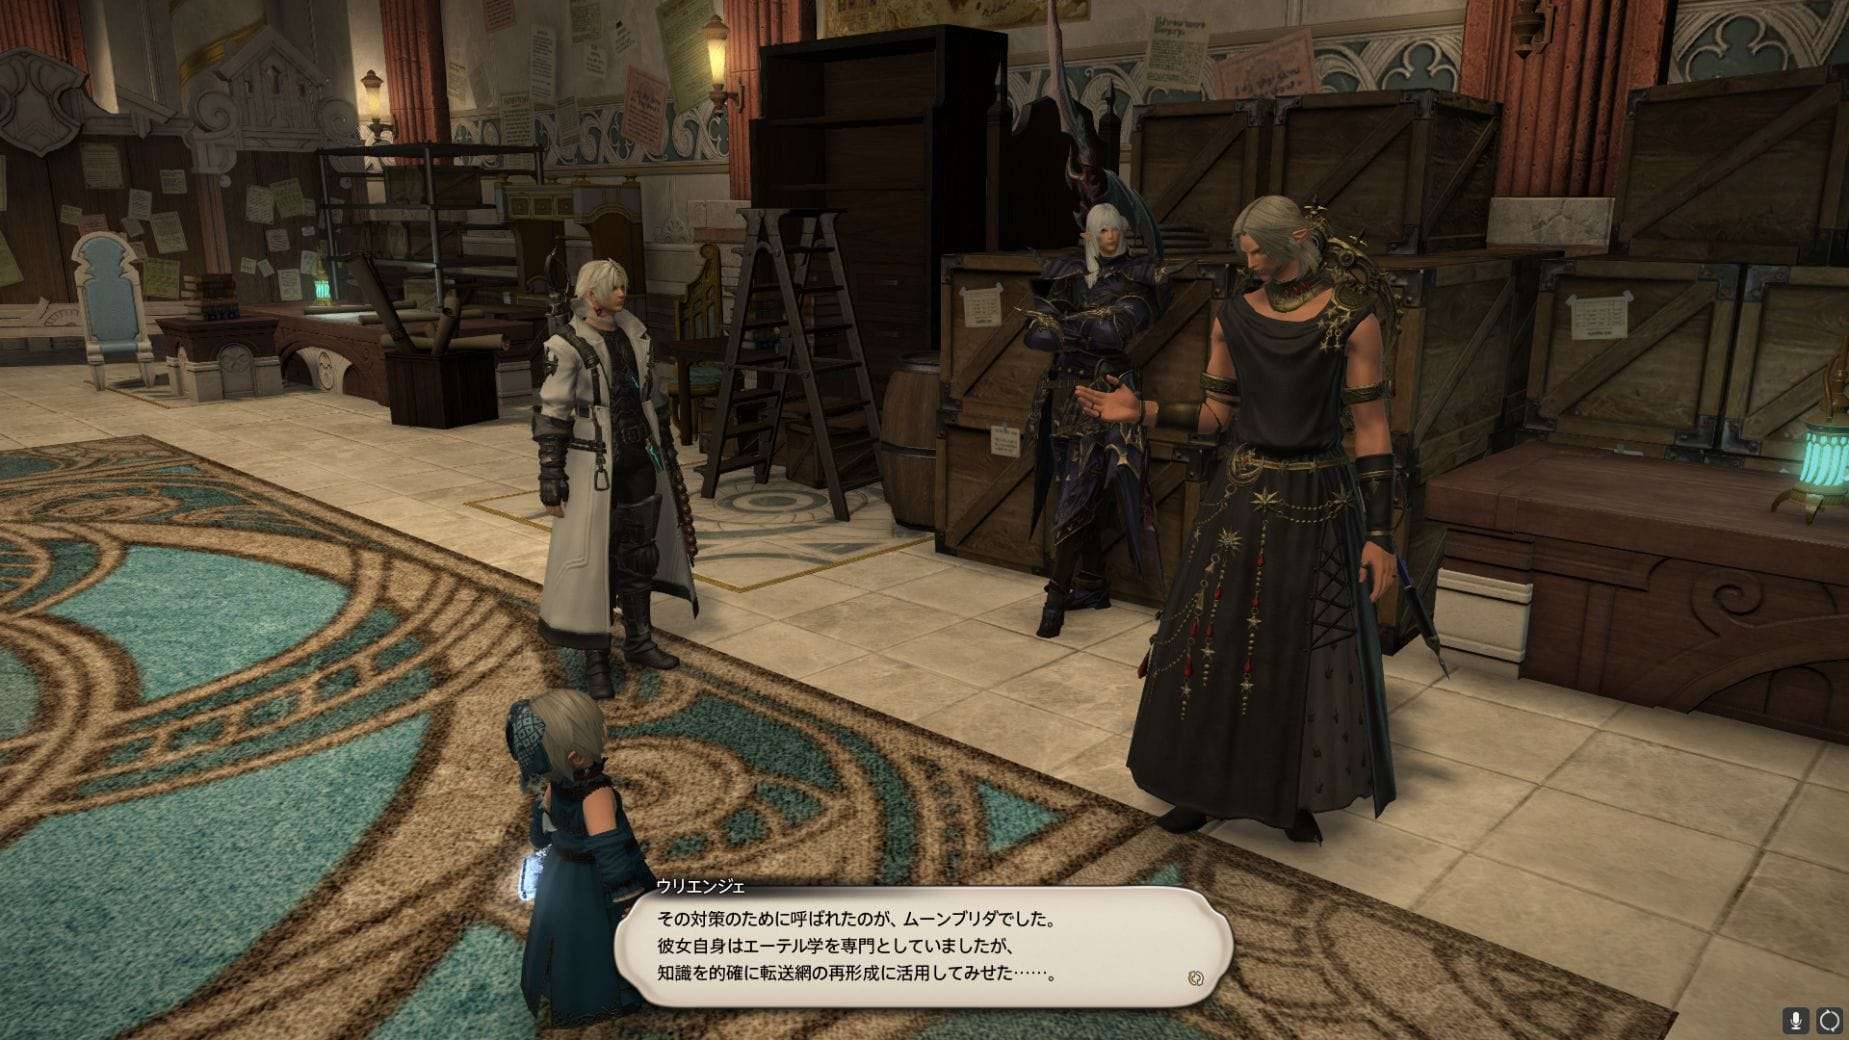 ウリエンジェ
その対策のために呼ばれたのが、ムーンブリダでした。
彼女自身はエーテル学を専門としていましたが、
知識を的確に転送網の再形成に活用してみせた……。